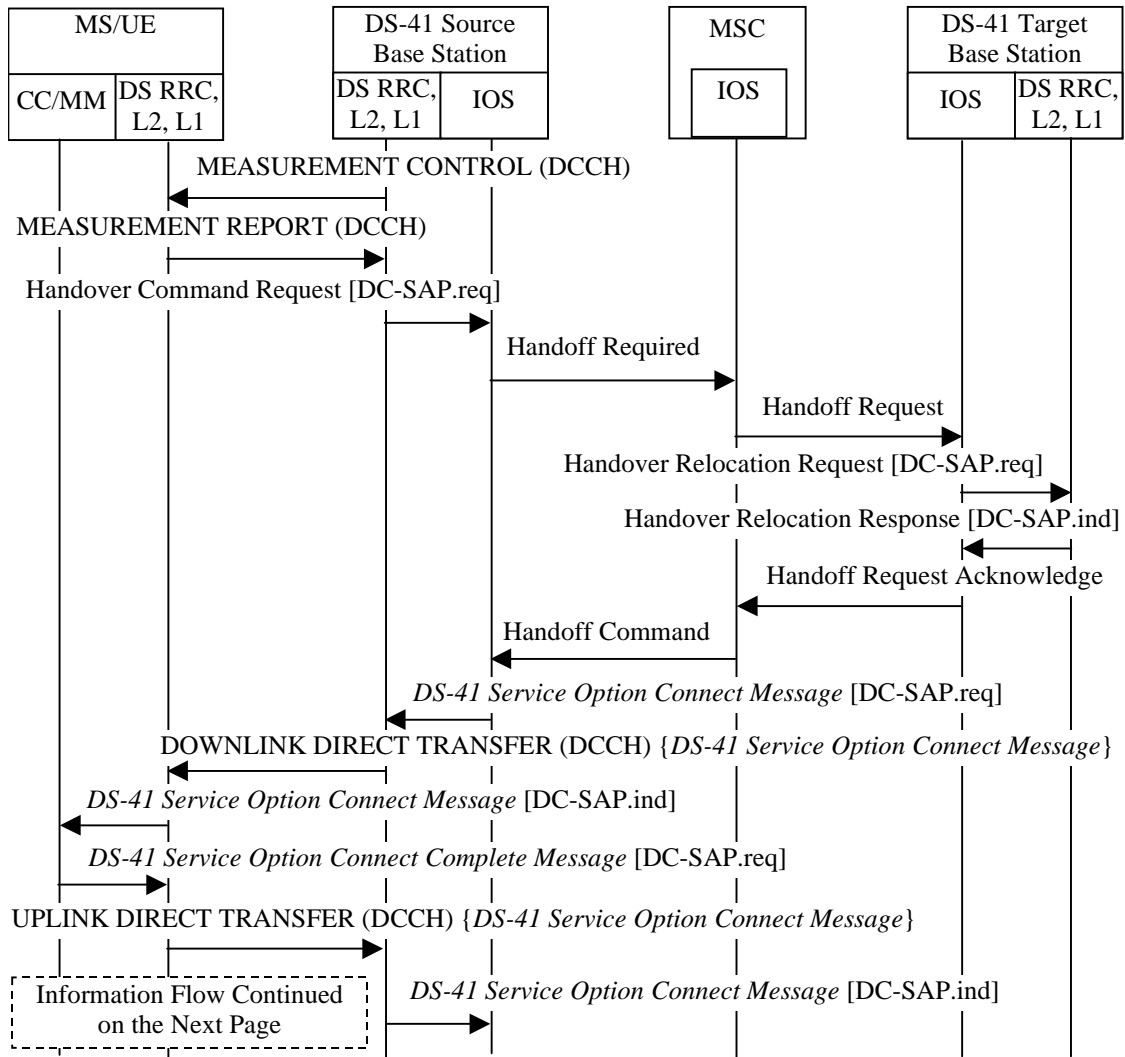 MS/UE
DS-41 Source
Base Station
MSC
DS-41 Target
Base Station
CC/MM
DS RRC,
L2, L1
DS RRC,
L2, L1
IOS
IOS
IOS
DS RRC,
L2, L1
MEASUREMENT CONTROL (DCCH)
MEASUREMENT REPORT (DCCH)
Handover Command Request [DC-SAP.req]
Handoff Required
Handoff Request
Handover Relocation Request [DC-SAP.req]
Handover Relocation Response [DC-SAP.ind]
Handoff Request Acknowledge
Handoff Command
DS-41 Service Option Connect Message [DC-SAP.req]
DOWNLINK DIRECT TRANSFER (DCCH) {DS-41 Service Option Connect Message}
DS-41 Service Option Connect Message [DC-SAP.ind]
DS-41 Service Option Connect Complete Message [DC-SAP.req]
UPLINK DIRECT TRANSFER (DCCH) {DS-41 Service Option Connect Message}
Information Flow Continued
on the Next Page
DS-41 Service Option Connect Message [DC-SAP.ind]